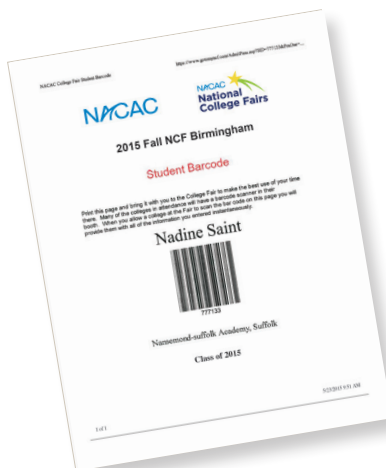 NACAC College Fair Student Barcode
NACAC
NACAC
National
College Fairs
2015 Fall NCF Birmingham
Student Barcode
Print this page and bring it with you to the College Fair to make the best use of your time
there. Many of the colleges in attendance will have a barcode scanner in their
booth. When you allow a college at the Fair to scan the bar code on this page you will
provide them with all of the information you entered instantaneously.
Nadine Saint
777133
Nansemond-suffolk Academy, Suffolk
Class of 2015
1 of 1
9:51 AM